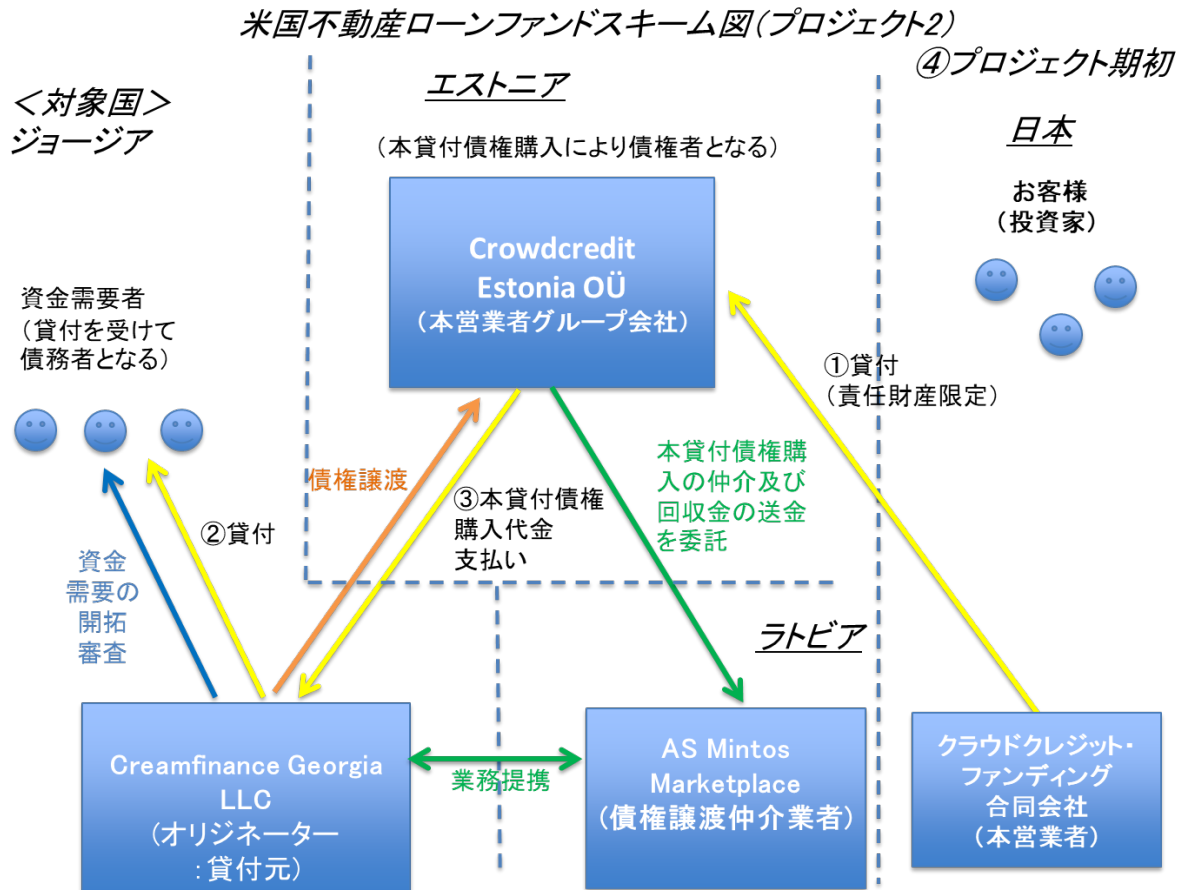 米国不動産ローンファンドスキーム図(プロジェクト2)
④プロジェクト期初
＜対象国＞
ジョージア
エストニア
(本貸付債権購入により債権者となる)
日本
お客様
(投資家)
Crowdcredit
Estonia OÜ
(本営業者グループ会社)
資金需要者
(貸付を受けて
債務者となる)
①貸付
(責任財産限定)
債権譲渡
③本貸付債権
購入代金
支払い
本貸付債権購
入の仲介及び
回収金の送金
を委託
②貸付
資金
需要の
開拓
審査
ラトビア
Creamfinance Georgia
LLC
(オリジネーター
:貸付元)
業務提携
AS Mintos
Marketplace
(債権譲渡仲介業者)
クラウドクレジット・
ファンディング
合同会社
(本営業者)